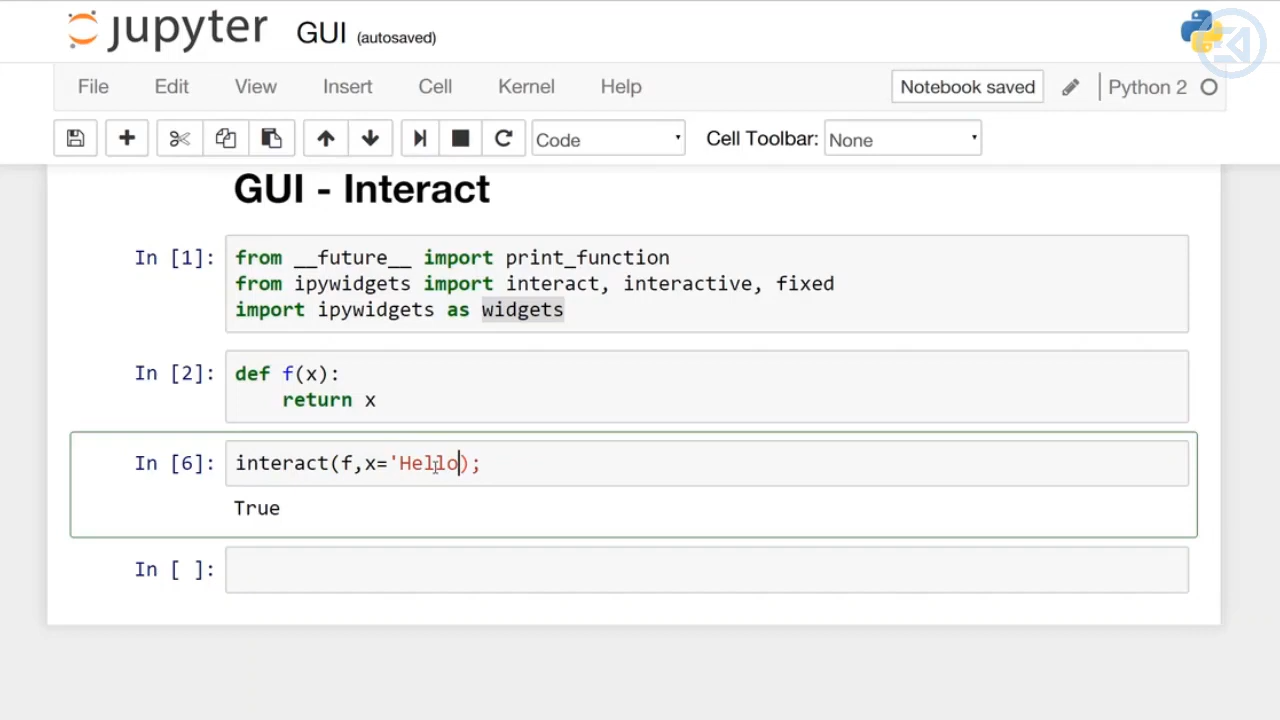 jupyter GUI (autosaved)
File Edit View Insert Cell Kernel Help Notebook saved Python 2
Code Cell Toolbar: None
GUI - Interact
In [1]: from __future__ import print_function
from ipywidgets import interact, interactive, fixed
import ipywidgets as widgets
In [2]: def f(x):
return x
In [6]: interact(f,x='Hello);
True
In [ ]: